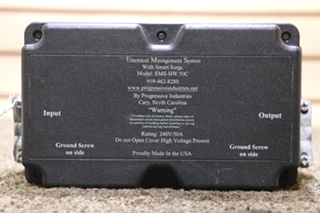 Electrical Management System
With Smart Surge
Model: EMS-HW 50C
919-462-8280
www.progressiveindustries.net
By Progressive Industries
Cary, North Carolina
"Warning"
Input
Output
Rating: 240V/50A
Do not Open Cover High Voltage Present
Ground Screw
on side
Ground Screw
on side
Proudly Made In the USA